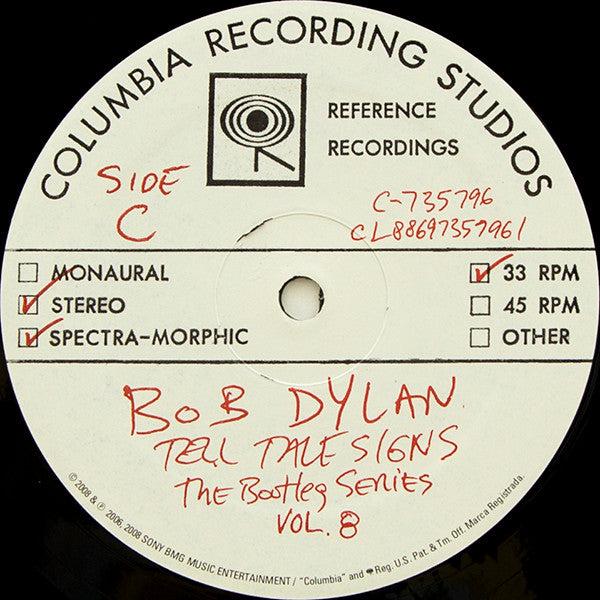 COLUMBIA RECORDING STUDIOS
REFERENCE
RECORDINGS
SIDE
C
C-735796
CL88697357961
MONAURAL
STEREO
SPECTRA-MORPHIC
33 RPM
45 RPM
OTHER
BOB DYLAN
TELL TALE SIGNS
The Bootleg SERIES
VOL. 8
© 2008 & ℗ 2006, 2008 SONY BMG MUSIC ENTERTAINMENT / "Columbia" and Reg. U.S. Pat. & Tm. Off. Marca Registrada.